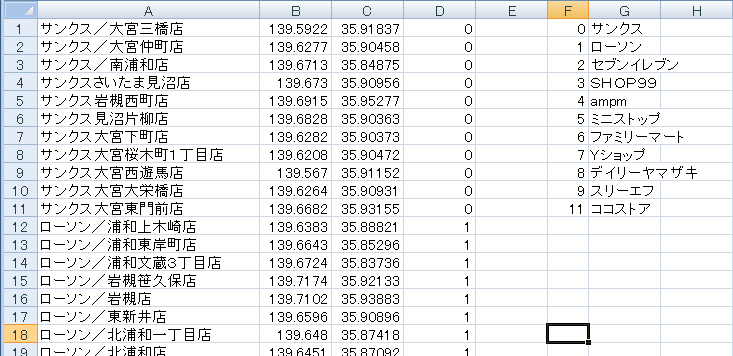 A B C D E F G H
1 サンクス／大宮三橋店 139.5922 35.91837 0 0 サンクス
2 サンクス／大宮仲町店 139.6277 35.90458 0 1 ローソン
3 サンクス／南浦和店 139.6713 35.84875 0 2 セブンイレブン
4 サンクスさいたま見沼店 139.673 35.90956 0 3 ＳＨＯＰ９９
5 サンクス岩槻西町店 139.6915 35.95277 0 4 ampm
6 サンクス見沼片柳店 139.6828 35.90363 0 5 ミニストップ
7 サンクス大宮下町店 139.6282 35.90373 0 6 ファミリーマート
8 サンクス大宮桜木町１丁目店 139.6208 35.90472 0 7 Yショップ
9 サンクス大宮西遊馬店 139.567 35.91152 0 8 デイリーヤマザキ
10 サンクス大宮大栄橋店 139.6264 35.90931 0 9 スリーエフ
11 サンクス大宮東門前店 139.6682 35.93155 0 11 ココストア
12 ローソン／浦和上木崎店 139.6383 35.88821 1
13 ローソン／浦和東岸町店 139.6643 35.85296 1
14 ローソン／浦和文蔵３丁目店 139.6724 35.83736 1
15 ローソン／岩槻笹久保店 139.7174 35.92133 1
16 ローソン／岩槻店 139.7102 35.93883 1
17 ローソン／東新井店 139.6596 35.90896 1
18 ローソン／北浦和一丁目店 139.648 35.87418 1
19 ローソン／北浦和店 139.6451 35.87092 1